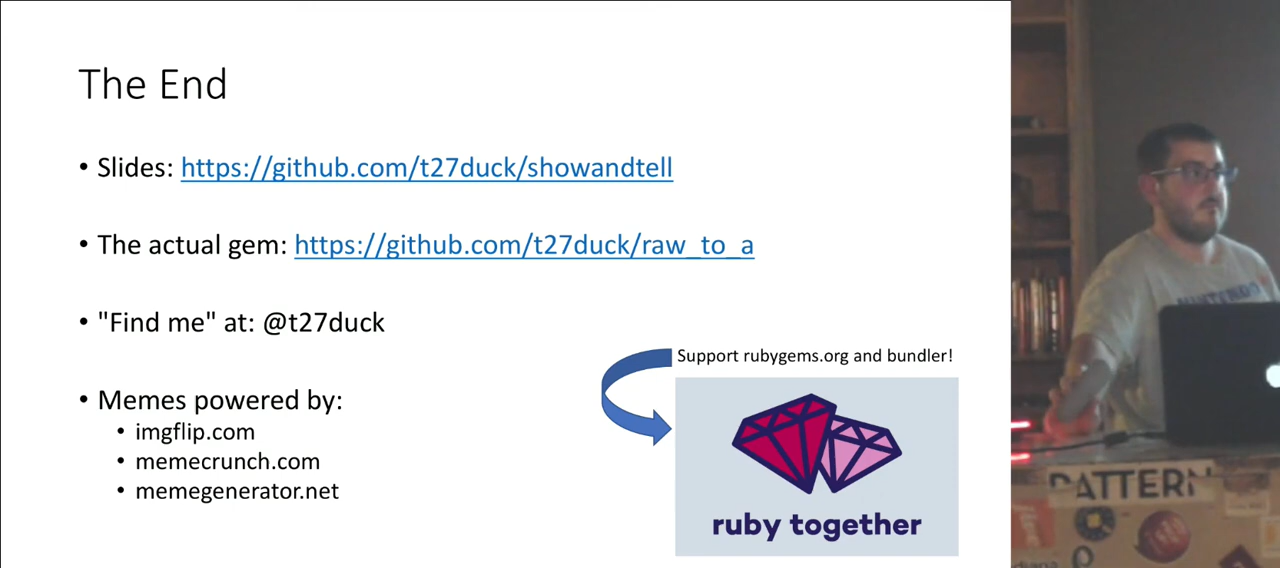 The End
• Slides: https://github.com/t27duck/showandtell
• The actual gem: https://github.com/t27duck/raw_to_a
• "Find me" at: @t27duck
Support rubygems.org and bundler!
• Memes powered by:
• imgflip.com
• memecrunch.com
• memegenerator.net
ruby together
NINTENDO
PATTERN